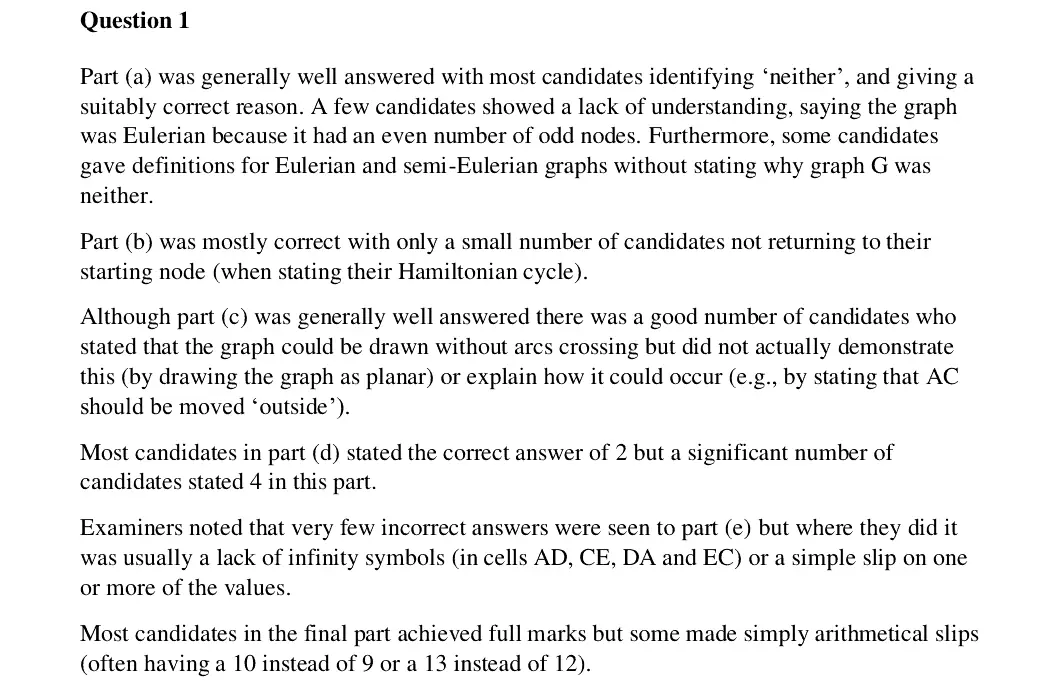 Question 1
Part (a) was generally well answered with most candidates identifying ‘neither’, and giving a
suitably correct reason. A few candidates showed a lack of understanding, saying the graph
was Eulerian because it had an even number of odd nodes. Furthermore, some candidates
gave definitions for Eulerian and semi-Eulerian graphs without stating why graph G was
neither.
Part (b) was mostly correct with only a small number of candidates not returning to their
starting node (when stating their Hamiltonian cycle).
Although part (c) was generally well answered there was a good number of candidates who
stated that the graph could be drawn without arcs crossing but did not actually demonstrate
this (by drawing the graph as planar) or explain how it could occur (e.g., by stating that AC
should be moved ‘outside’).
Most candidates in part (d) stated the correct answer of 2 but a significant number of
candidates stated 4 in this part.
Examiners noted that very few incorrect answers were seen to part (e) but where they did it
was usually a lack of infinity symbols (in cells AD, CE, DA and EC) or a simple slip on one
or more of the values.
Most candidates in the final part achieved full marks but some made simply arithmetical slips
(often having a 10 instead of 9 or a 13 instead of 12).